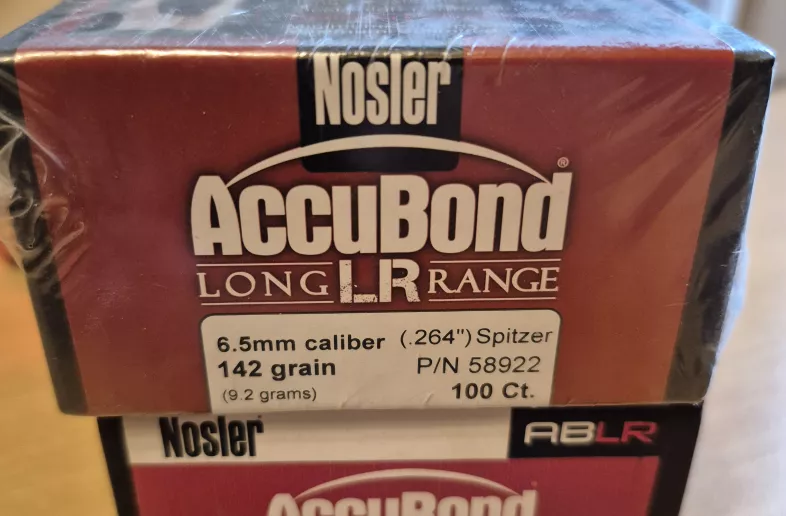 Nosler
AccuBond®
LONG LR RANGE
6.5mm caliber (.264") Spitzer
142 grain P/N 58922
(9.2 grams) 100 Ct.
Nosler ABLR
AccuBond